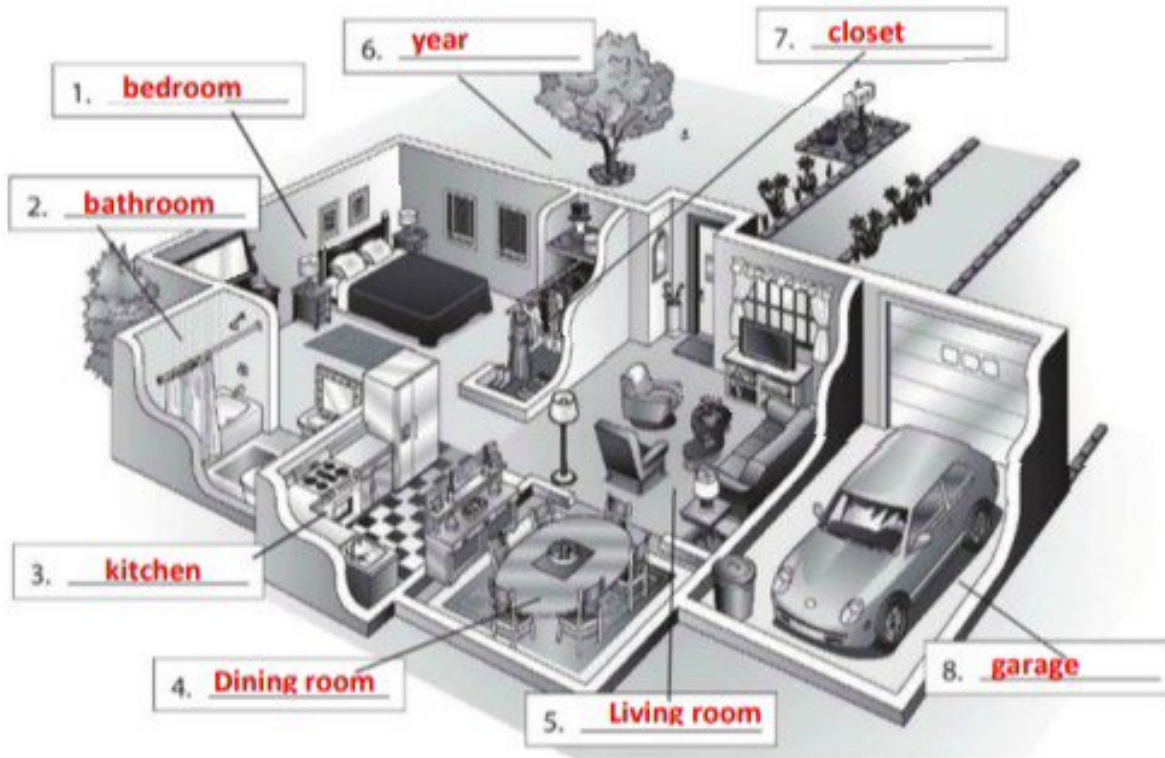 1. bedroom
2. bathroom
3. kitchen
4. Dining room
5. Living room
6. year
7. closet
8. garage